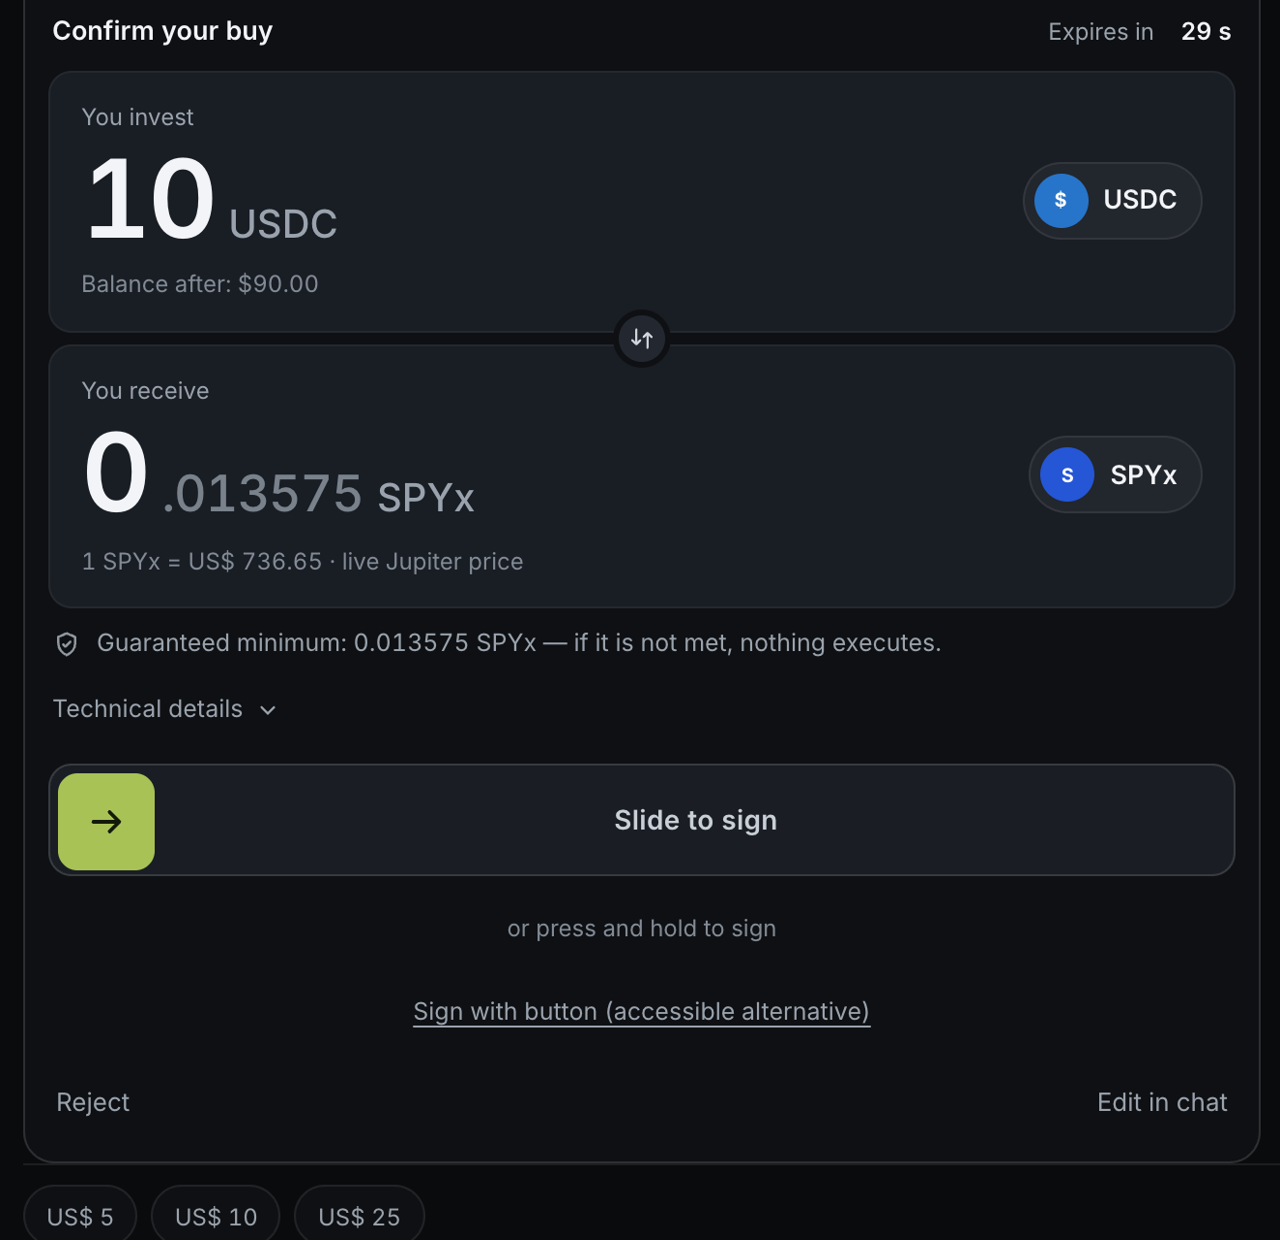 Confirm your buy
Expires in 29 s
You invest
10 USDC
$ USDC
Balance after: $90.00
You receive
0 .013575 SPYx
S SPYx
1 SPYx = US$ 736.65 · live Jupiter price
Guaranteed minimum: 0.013575 SPYx — if it is not met, nothing executes.
Technical details
Slide to sign
or press and hold to sign
Sign with button (accessible alternative)
Reject
Edit in chat
US$ 5
US$ 10
US$ 25